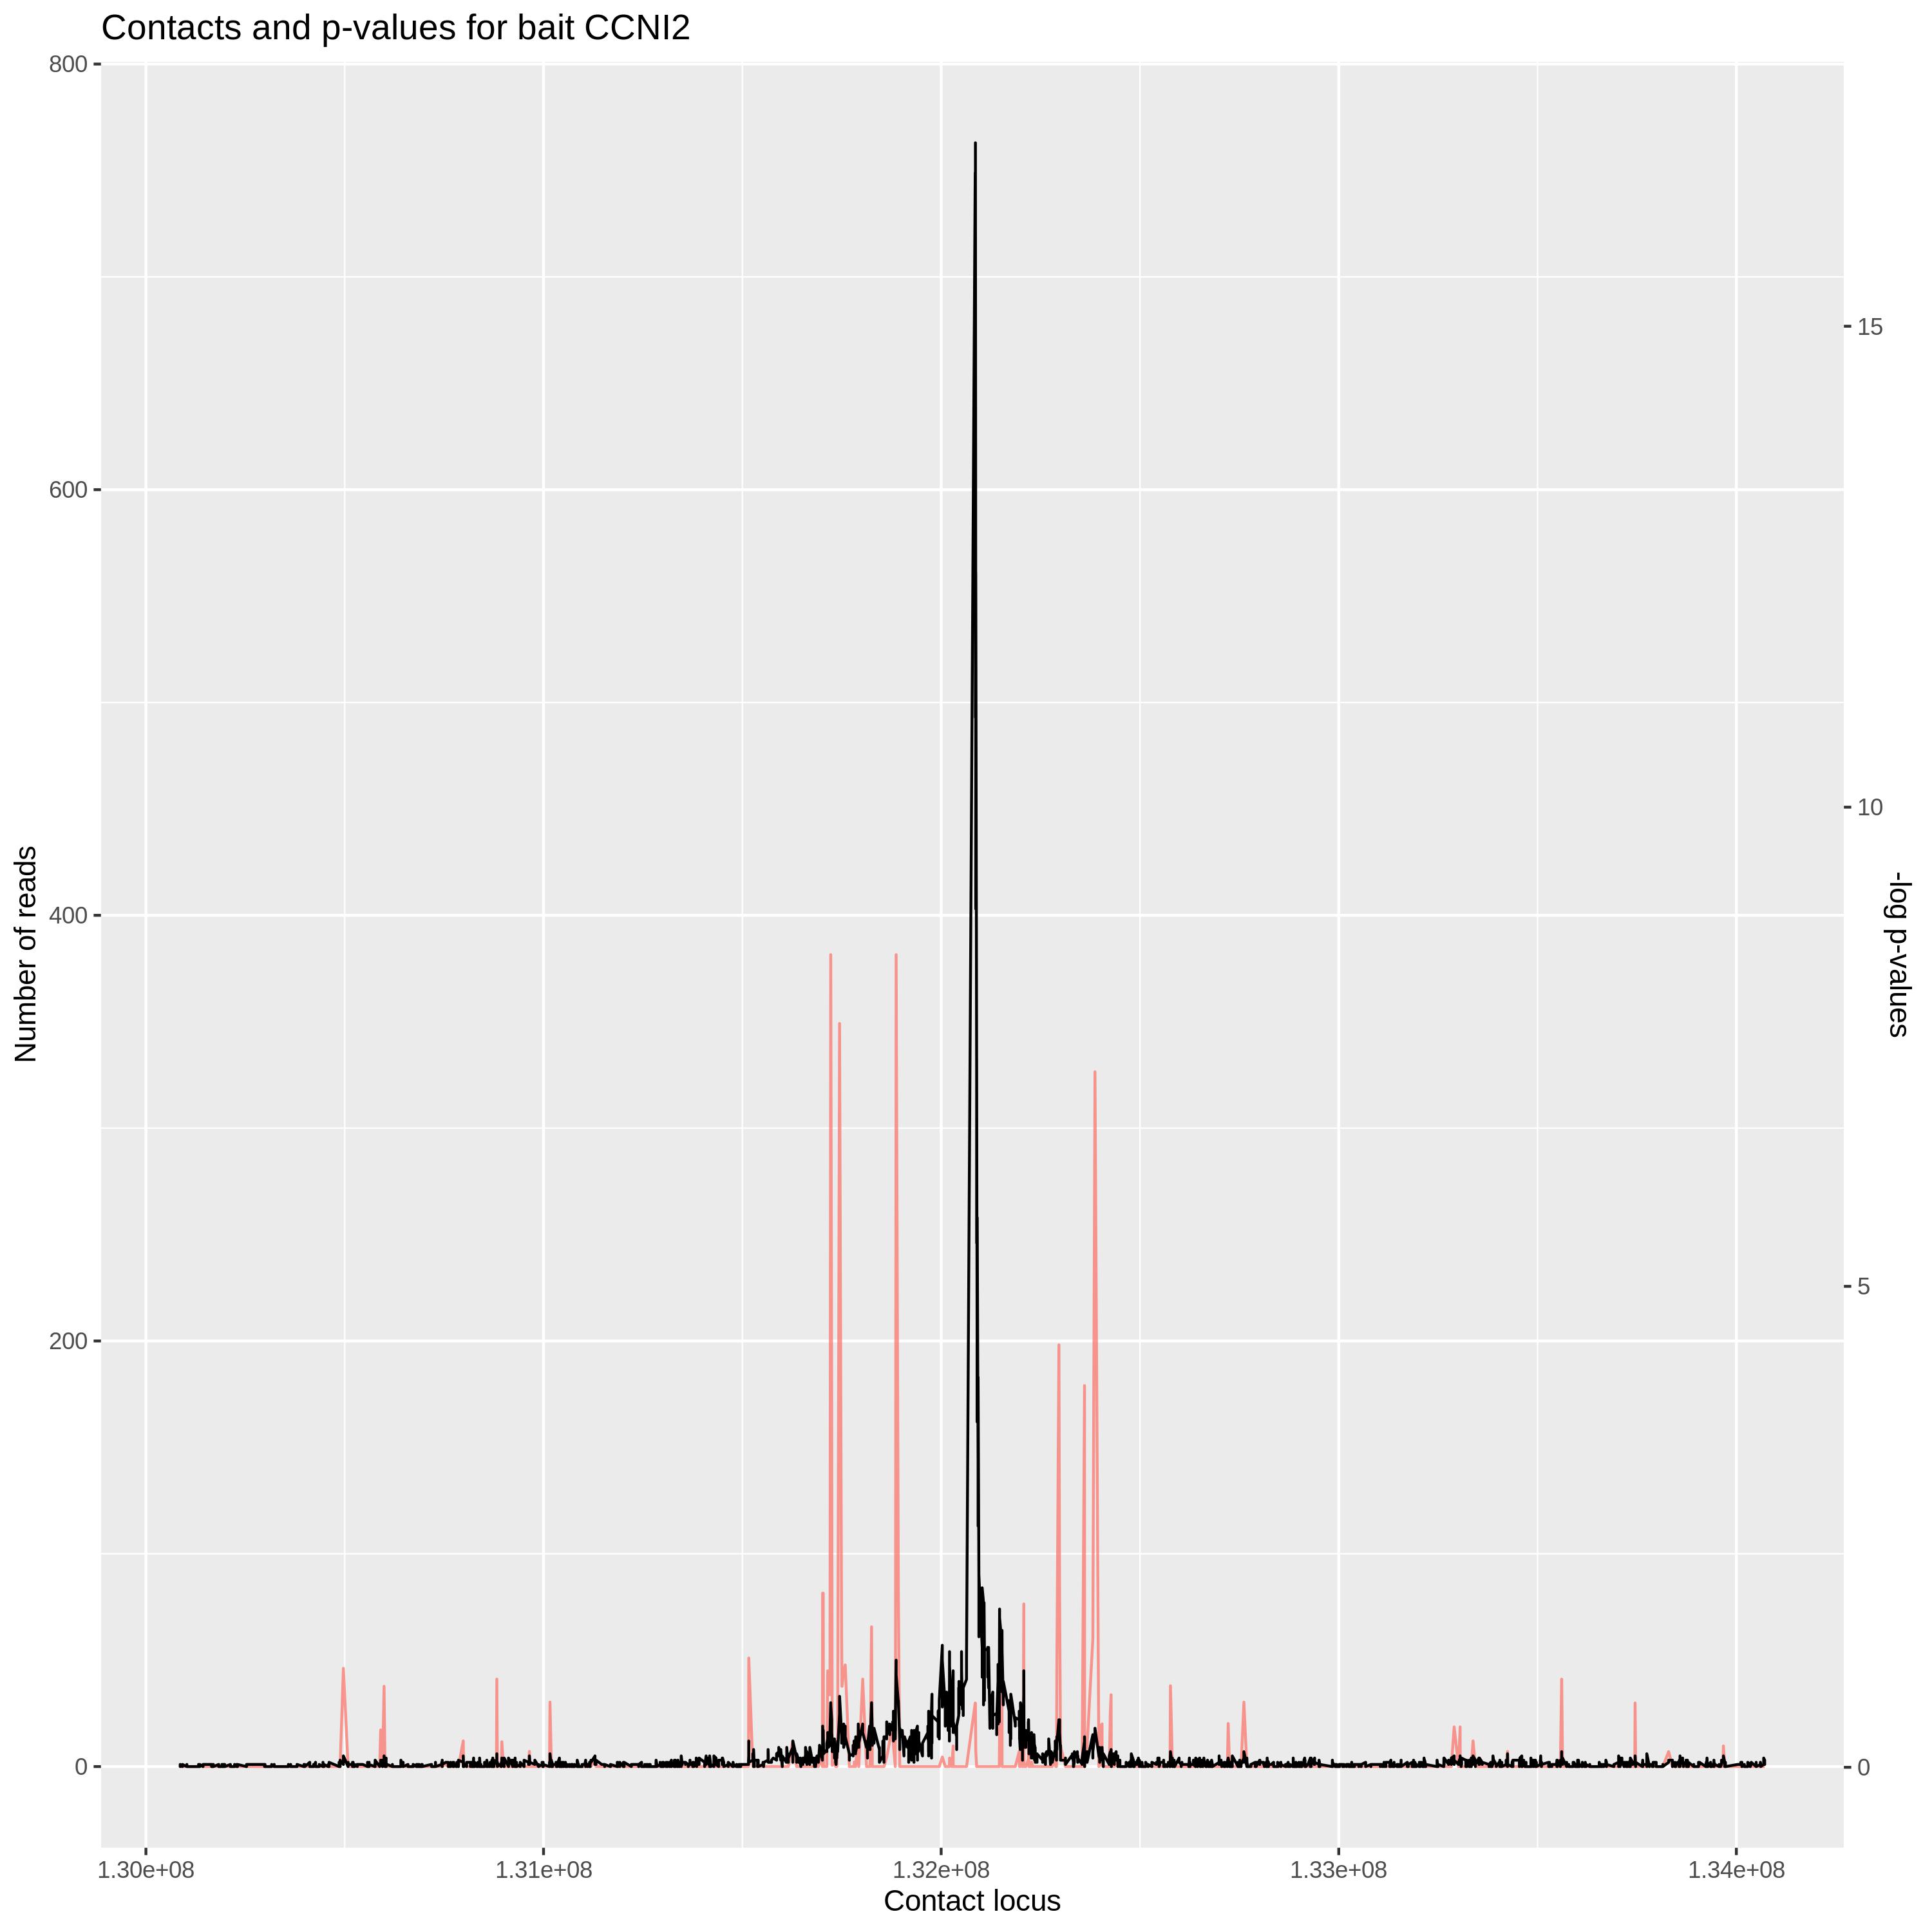 Contacts and p-values for bait CCNI2
800
600
400
200
0
Number of reads
15
10
5
0
-log p-values
1.30e+08
1.31e+08
1.32e+08
1.33e+08
1.34e+08
Contact locus